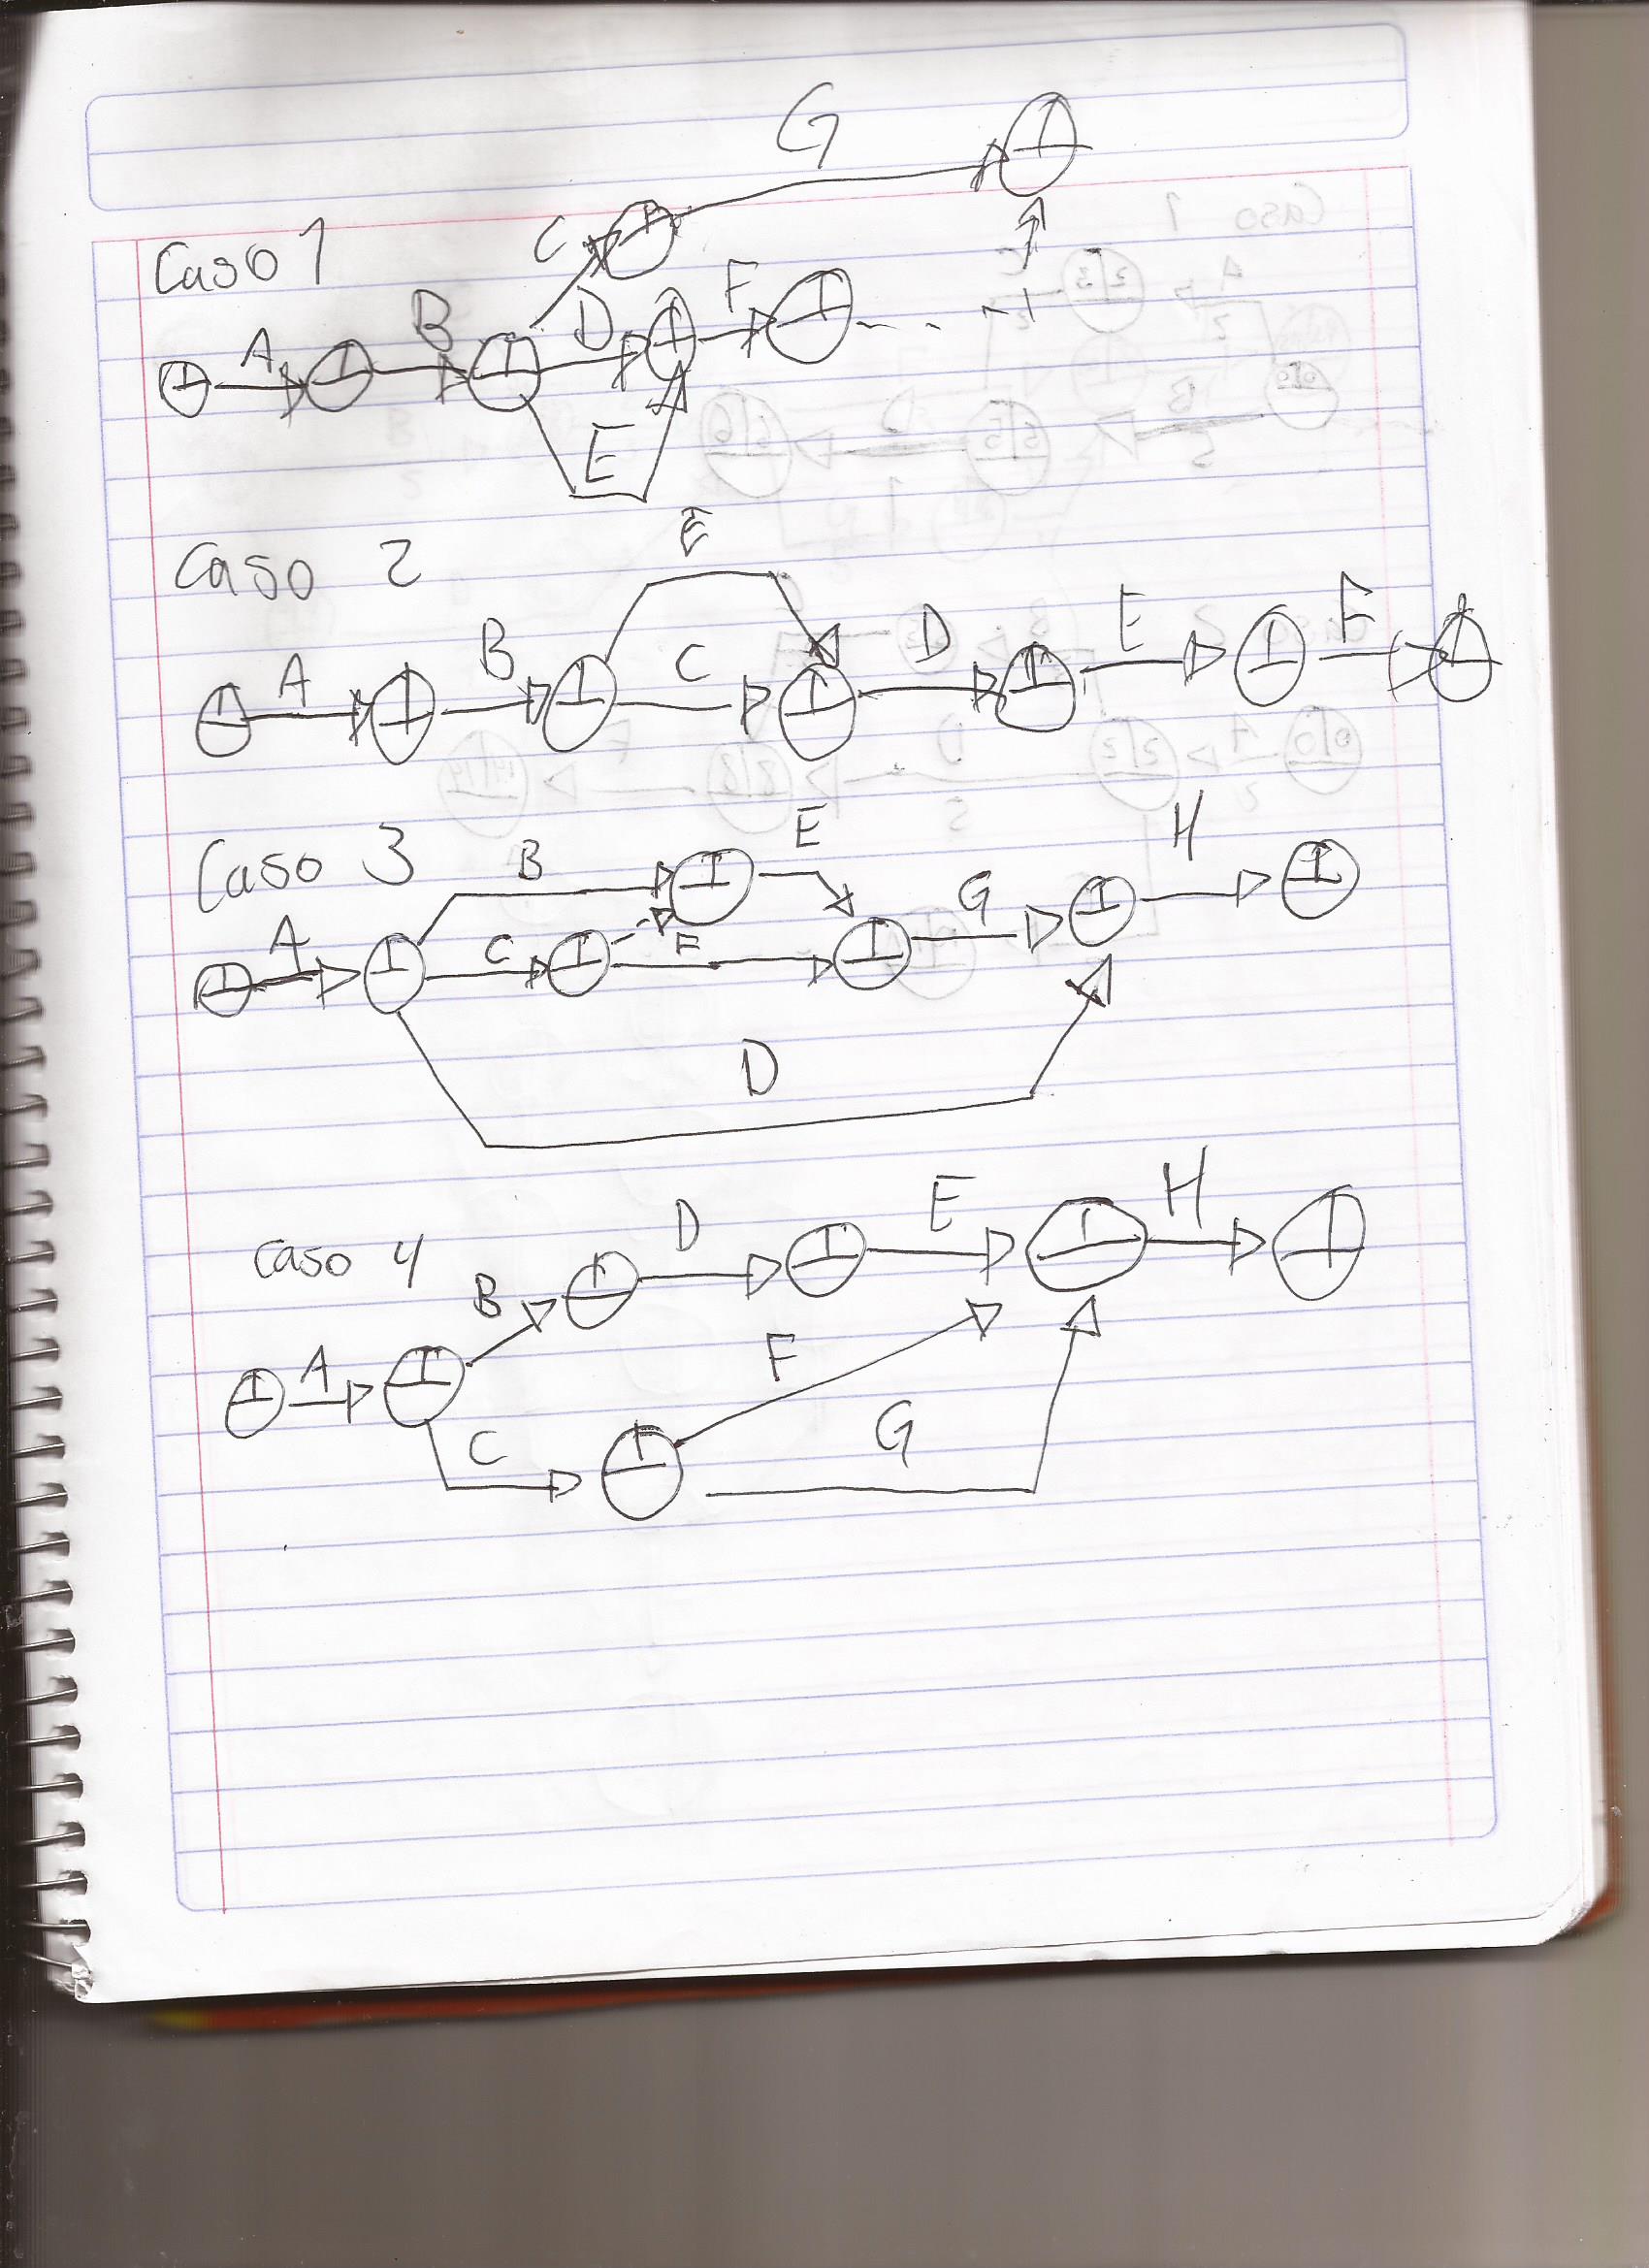 G
Caso 1
A B C D F
E
Caso 2
E
A B C D E F
Caso 3
B E H
A C F G
D
Caso 4
B D E H
A F
C G